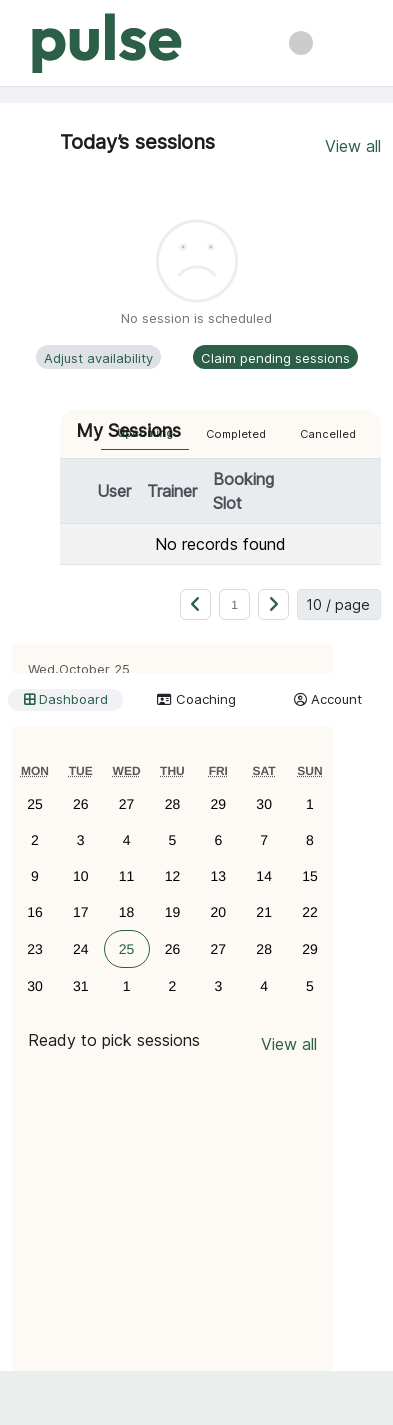 pulse
Today's sessions
View all
No session is scheduled
Adjust availability
Claim pending sessions
My Sessions
Upcoming
Completed
Cancelled
User Trainer Booking Slot
No records found
1
10 / page
Wed,October 25
Dashboard
Coaching
Account
MON TUE WED THU FRI SAT SUN
25 26 27 28 29 30 1
2 3 4 5 6 7 8
9 10 11 12 13 14 15
16 17 18 19 20 21 22
23 24 25 26 27 28 29
30 31 1 2 3 4 5
Ready to pick sessions
View all